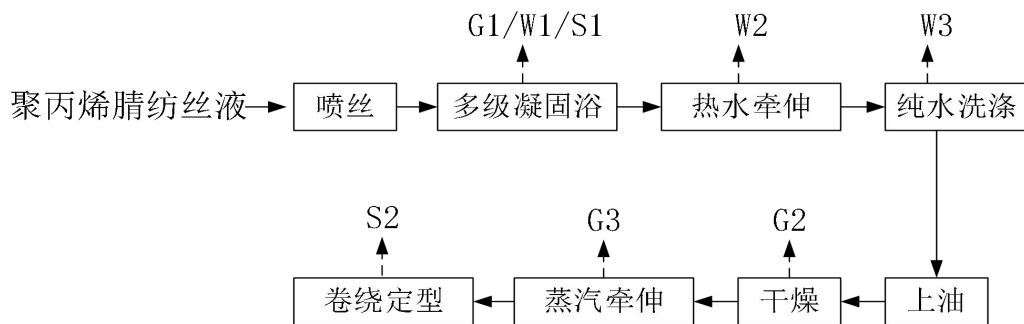 G1/W1/S1
W2
W3
聚丙烯腈纺丝液
喷丝
多级凝固浴
热水牵伸
纯水洗涤
S2
G3
G2
卷绕定型
蒸汽牵伸
干燥
上油